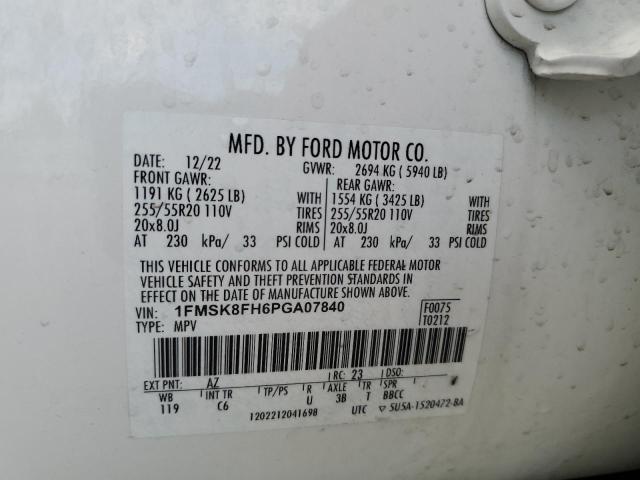 MFD. BY FORD MOTOR CO.
DATE: 12/22 GVWR: 2694 KG ( 5940 LB)
FRONT GAWR: REAR GAWR:
1191 KG ( 2625 LB) WITH 1554 KG ( 3425 LB) WITH
255/55R20 110V TIRES 255/55R20 110V TIRES
20x8.0J RIMS 20x8.0J RIMS
AT 230 kPa/ 33 PSI COLD AT 230 kPa/ 33 PSI COLD
THIS VEHICLE CONFORMS TO ALL APPLICABLE FEDERAL MOTOR
VEHICLE SAFETY AND THEFT PREVENTION STANDARDS IN
EFFECT ON THE DATE OF MANUFACTURE SHOWN ABOVE.
VIN: 1FMSK8FH6PGA07840 F0075
TYPE: MPV T0212
EXT PNT: AZ RC: 23 DSO:
WB INT TR TP/PS R AXLE TR SPR
119 C6 U 3B T BBCC
1202212041698 UTC ▽ SU5A-1520472-BA